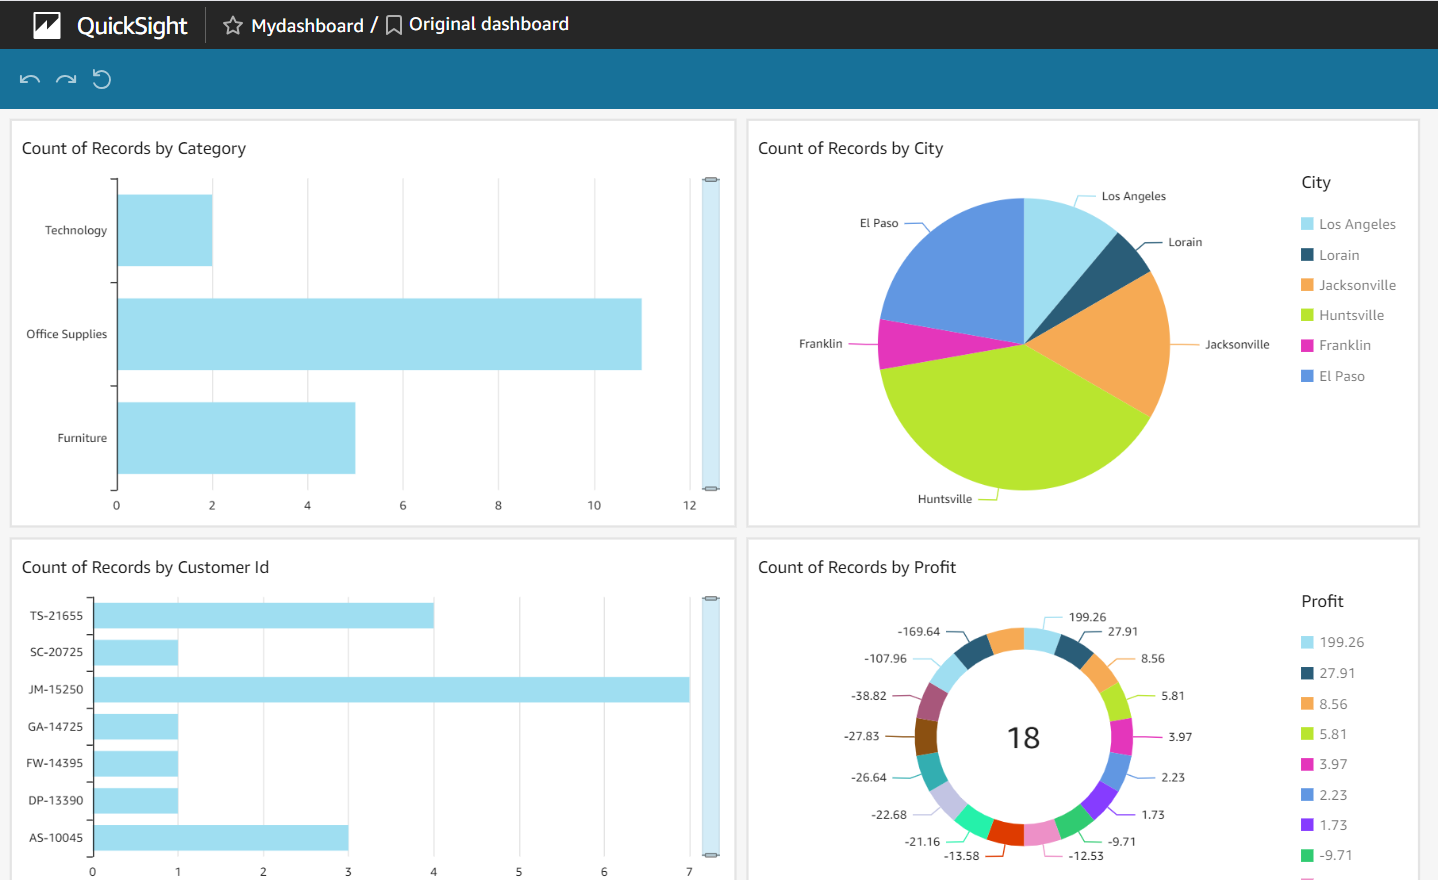 QuickSight Mydashboard / Original dashboard
Count of Records by Category
Technology
Office Supplies
Furniture
0 2 4 6 8 10 12
Count of Records by City
Los Angeles
El Paso
Lorain
Franklin
Jacksonville
Huntsville
City
Los Angeles
Lorain
Jacksonville
Huntsville
Franklin
El Paso
Count of Records by Customer Id
TS-21655
SC-20725
JM-15250
GA-14725
FW-14395
DP-13390
AS-10045
0 1 2 3 4 5 6 7
Count of Records by Profit
199.26
-169.64 27.91
-107.96 8.56
-38.82 5.81
-27.83 18 3.97
-26.64 2.23
-22.68 1.73
-21.16 -9.71
-13.58 -12.53
Profit
199.26
27.91
8.56
5.81
3.97
2.23
1.73
-9.71